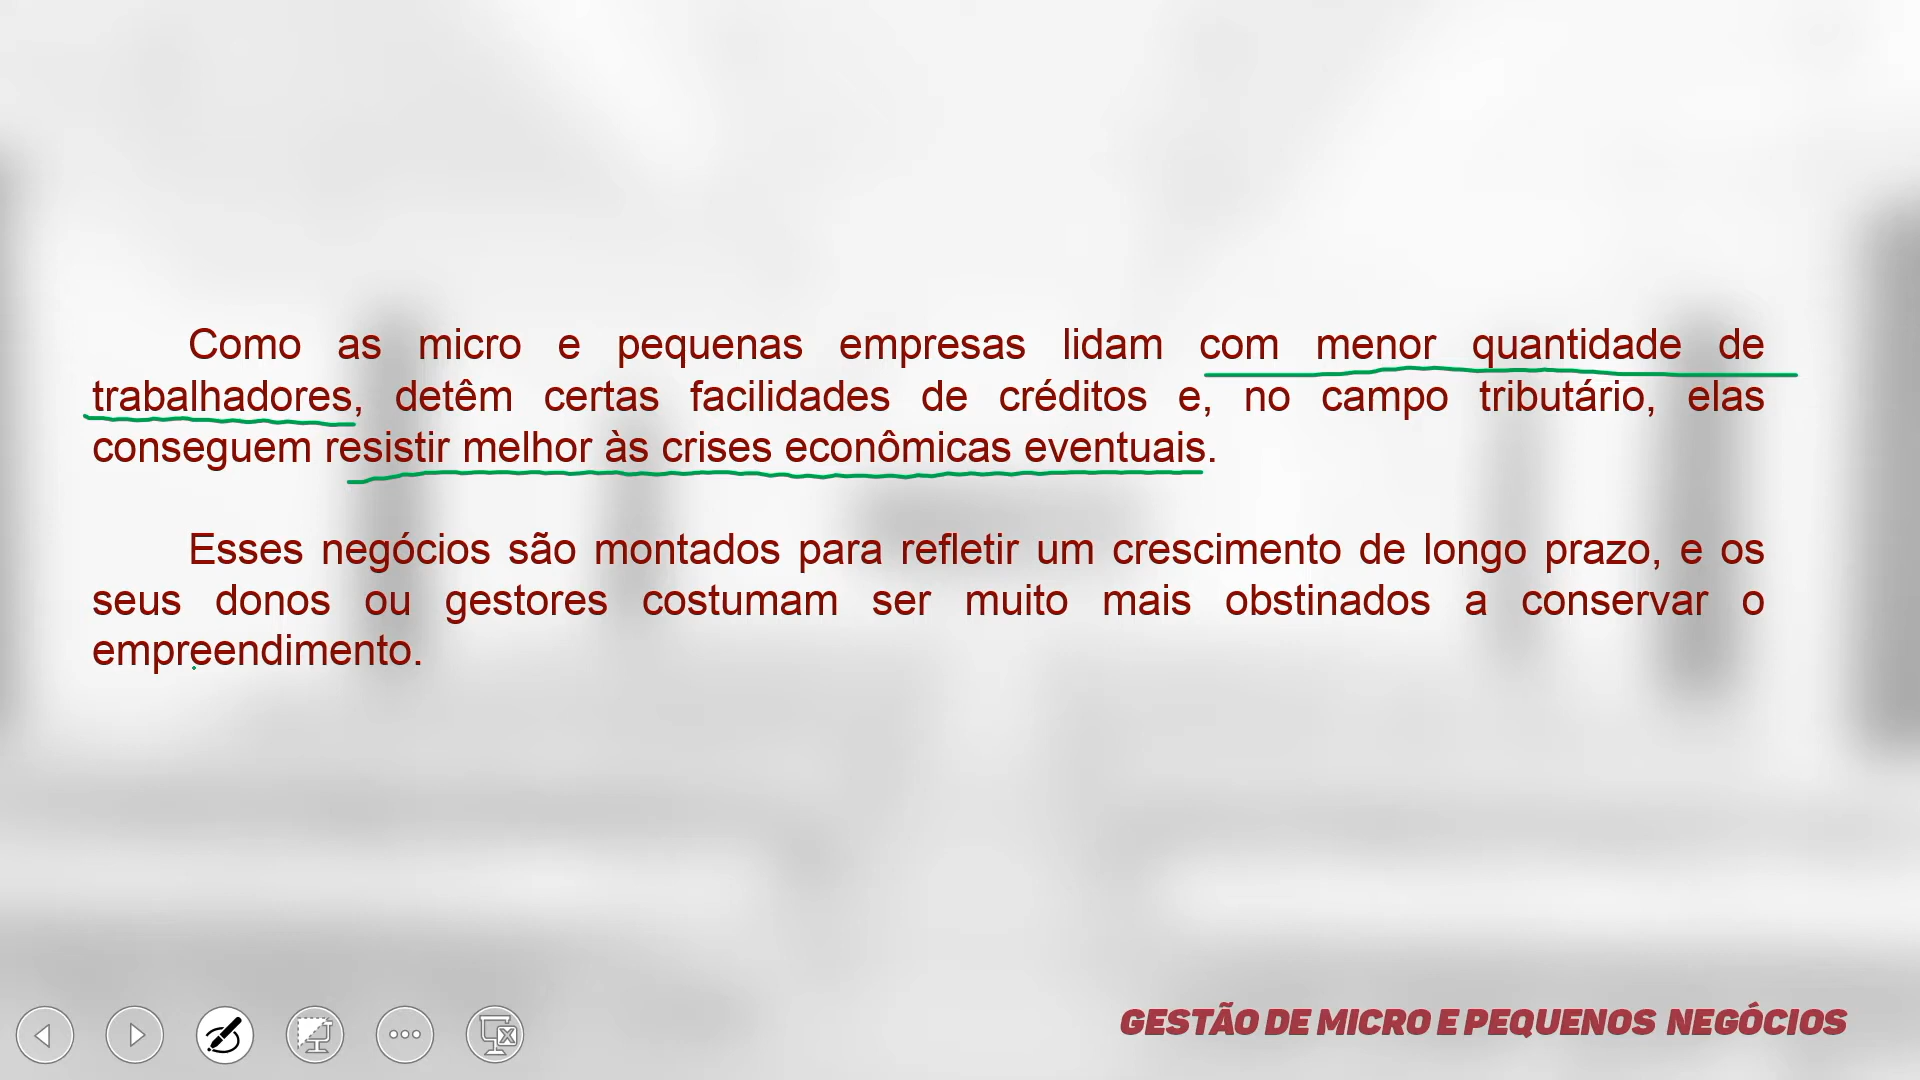 Como as micro e pequenas empresas lidam com menor quantidade de
trabalhadores, detêm certas facilidades de créditos e, no campo tributário, elas
conseguem resistir melhor às crises econômicas eventuais.
Esses negócios são montados para refletir um crescimento de longo prazo, e os
seus donos ou gestores costumam ser muito mais obstinados a conservar o
empreendimento.
GESTÃO DE MICRO E PEQUENOS NEGÓCIOS